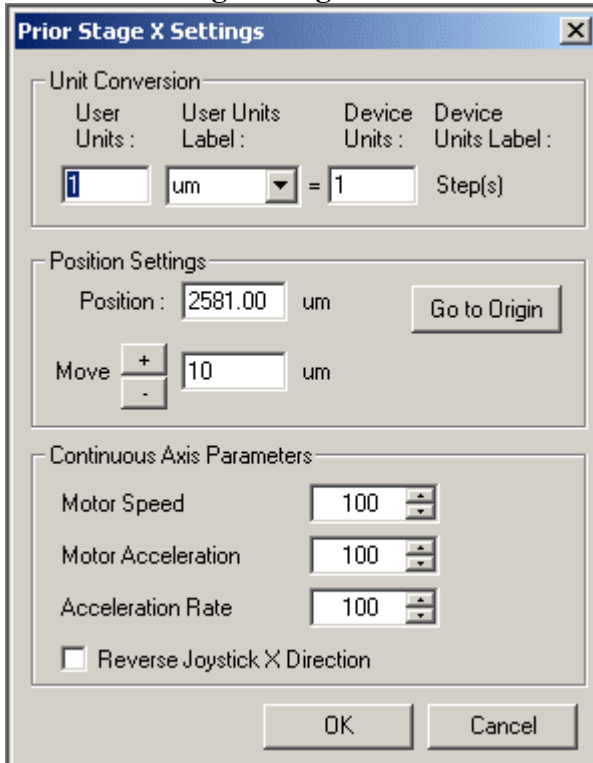 Prior Stage X Settings
Unit Conversion
User Units : User Units Label : Device Units : Device Units Label :
1 um = 1 Step(s)
Position Settings
Position : 2581.00 um Go to Origin
Move + - 10 um
Continuous Axis Parameters
Motor Speed 100
Motor Acceleration 100
Acceleration Rate 100
Reverse Joystick X Direction
OK Cancel